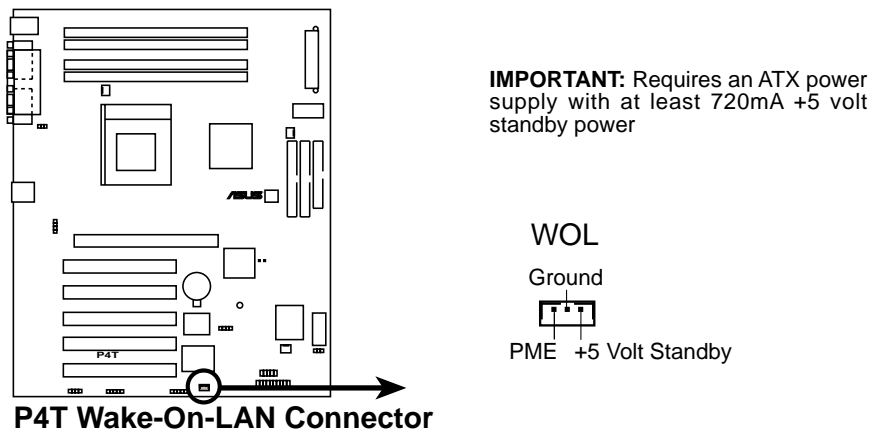 IMPORTANT: Requires an ATX power
supply with at least 720mA +5 volt
standby power
ASUS
WOL
Ground
PME +5 Volt Standby
P4T
P4T Wake-On-LAN Connector